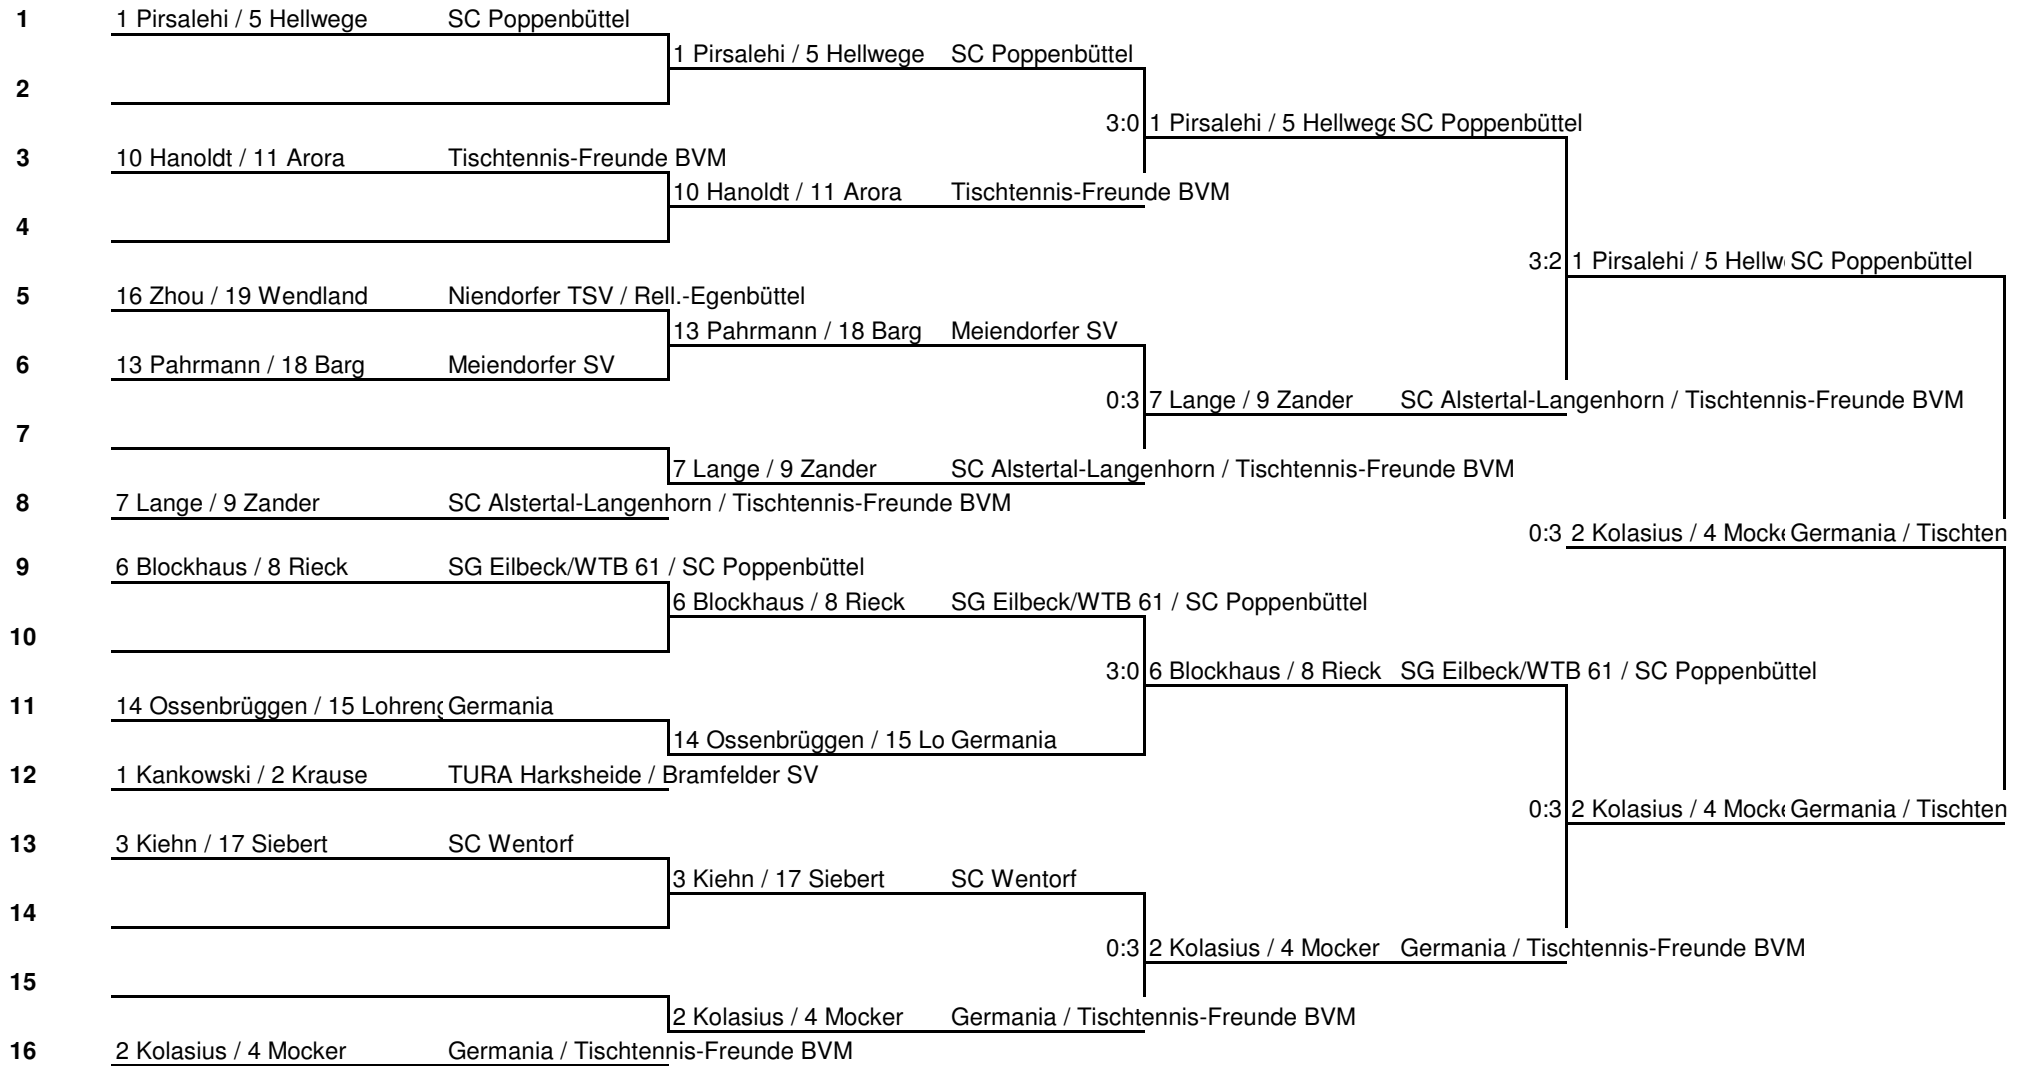 1 1 Pirsalehi / 5 Hellwege SC Poppenbüttel
1 Pirsalehi / 5 Hellwege SC Poppenbüttel
2
3:0 1 Pirsalehi / 5 Hellwege SC Poppenbüttel
3 10 Hanoldt / 11 Arora Tischtennis-Freunde BVM
10 Hanoldt / 11 Arora Tischtennis-Freunde BVM
4
3:2 1 Pirsalehi / 5 Hellw SC Poppenbüttel
5 16 Zhou / 19 Wendland Niendorfer TSV / Rell.-Egenbüttel
13 Pahrmann / 18 Barg Meiendorfer SV
6 13 Pahrmann / 18 Barg Meiendorfer SV
0:3 7 Lange / 9 Zander SC Alstertal-Langenhorn / Tischtennis-Freunde BVM
7
7 Lange / 9 Zander SC Alstertal-Langenhorn / Tischtennis-Freunde BVM
8 7 Lange / 9 Zander SC Alstertal-Langenhorn / Tischtennis-Freunde BVM
0:3 2 Kolasius / 4 Mock Germania / Tischten
9 6 Blockhaus / 8 Rieck SG Eilbeck/WTB 61 / SC Poppenbüttel
6 Blockhaus / 8 Rieck SG Eilbeck/WTB 61 / SC Poppenbüttel
10
3:0 6 Blockhaus / 8 Rieck SG Eilbeck/WTB 61 / SC Poppenbüttel
11 14 Ossenbrüggen / 15 Lohreng Germania
14 Ossenbrüggen / 15 Lo Germania
12 1 Kankowski / 2 Krause TURA Harksheide / Bramfelder SV
0:3 2 Kolasius / 4 Mock Germania / Tischten
13 3 Kiehn / 17 Siebert SC Wentorf
3 Kiehn / 17 Siebert SC Wentorf
14
0:3 2 Kolasius / 4 Mocker Germania / Tischtennis-Freunde BVM
15
2 Kolasius / 4 Mocker Germania / Tischtennis-Freunde BVM
16 2 Kolasius / 4 Mocker Germania / Tischtennis-Freunde BVM